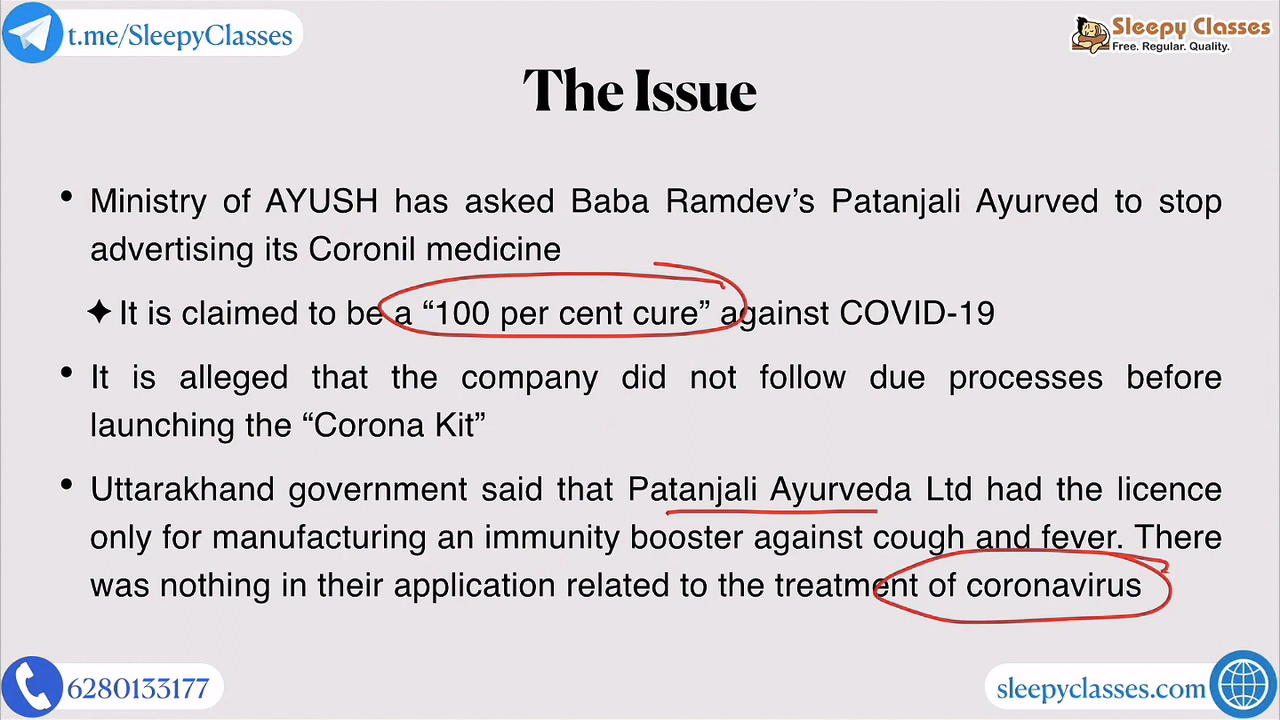 t.me/SleepyClasses
Sleepy Classes
Free. Regular. Quality.
The Issue
• Ministry of AYUSH has asked Baba Ramdev’s Patanjali Ayurved to stop
advertising its Coronil medicine
✦ It is claimed to be a “100 per cent cure” against COVID-19
• It is alleged that the company did not follow due processes before
launching the “Corona Kit”
• Uttarakhand government said that Patanjali Ayurveda Ltd had the licence
only for manufacturing an immunity booster against cough and fever. There
was nothing in their application related to the treatment of coronavirus
6280133177
sleepyclasses.com